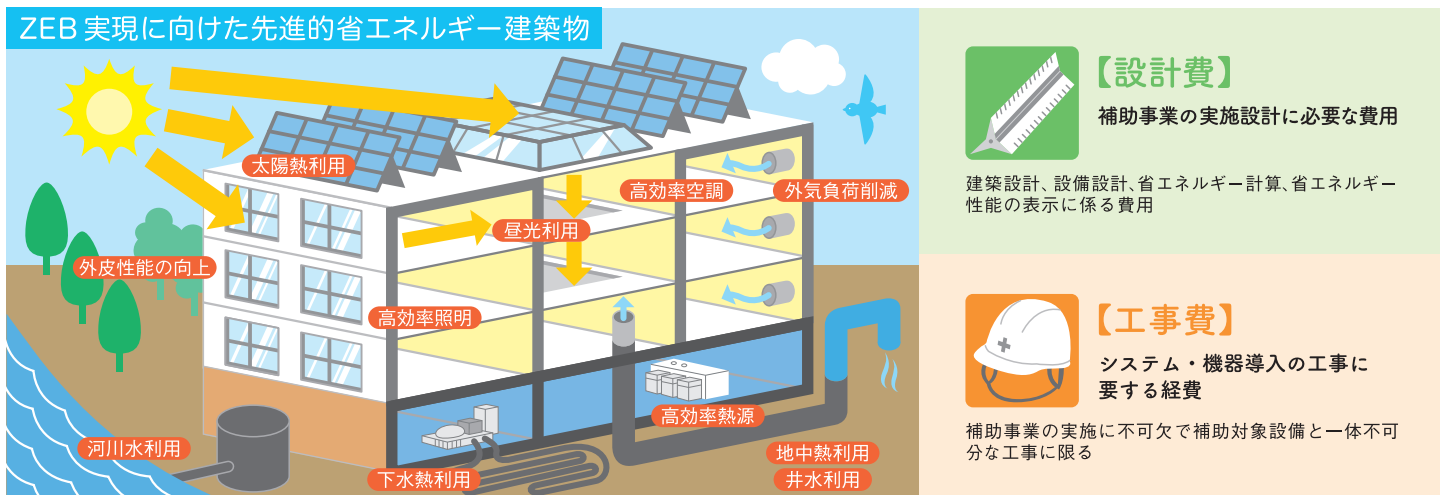 ZEB 実現に向けた先進的省エネルギー建築物
太陽熱利用
高効率空調
外気負荷削減
昼光利用
外皮性能の向上
高効率照明
高効率熱源
河川水利用
下水熱利用
地中熱利用
井水利用
【設計費】
補助事業の実施設計に必要な費用
建築設計、設備設計、省エネルギー計算、省エネルギー
性能の表示に係る費用
【工事費】
システム・機器導入の工事に
要する経費
補助事業の実施に不可欠で補助対象設備と一体不可
分な工事に限る